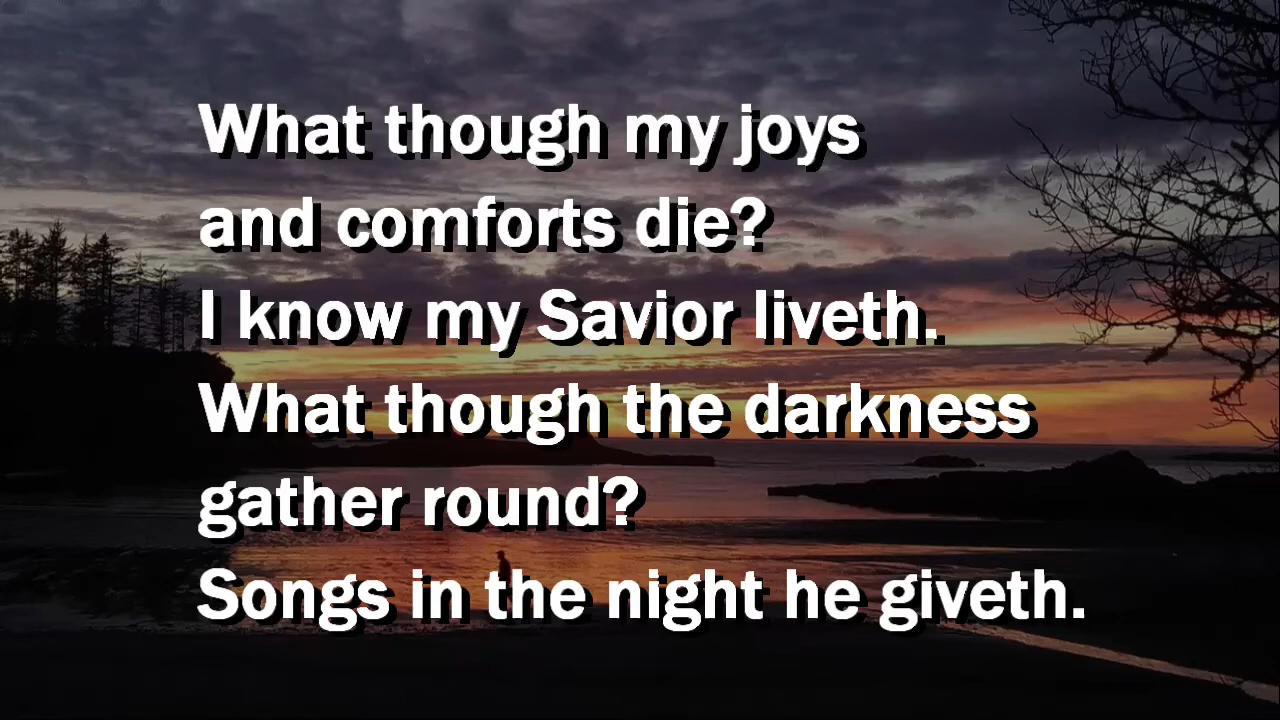 What though my joys
and comforts die?
I know my Savior liveth.
What though the darkness
gather round?
Songs in the night he giveth.